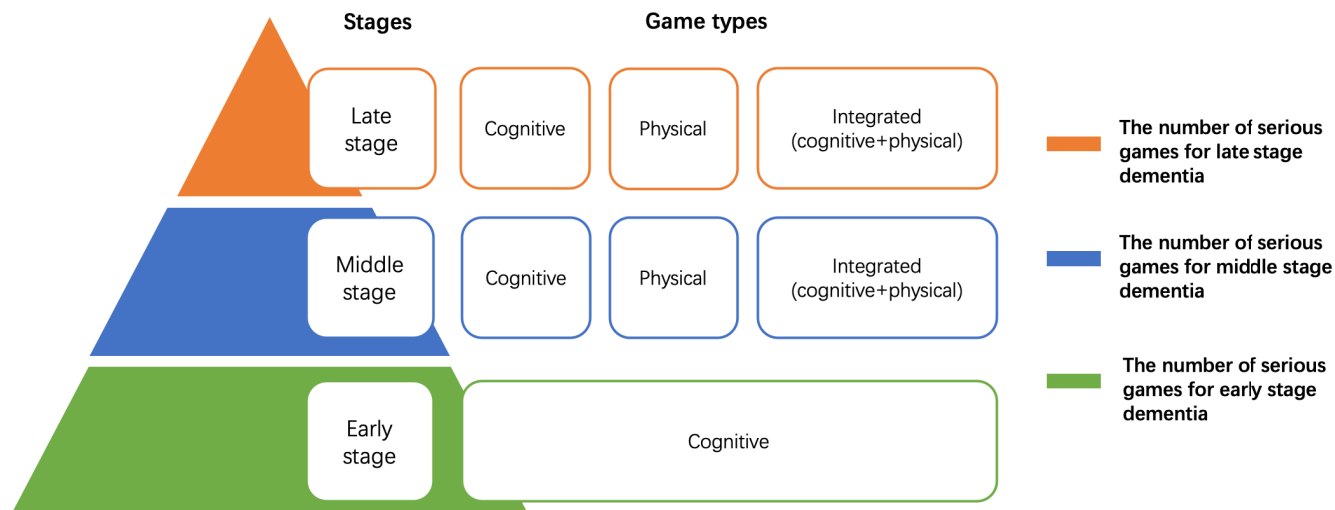 Stages
Game types
Late
stage
Cognitive
Physical
Integrated
(cognitive+physical)
The number of serious
games for late stage
dementia
Middle
stage
Cognitive
Physical
Integrated
(cognitive+physical)
The number of serious
games for middle stage
dementia
Early
stage
Cognitive
The number of serious
games for early stage
dementia